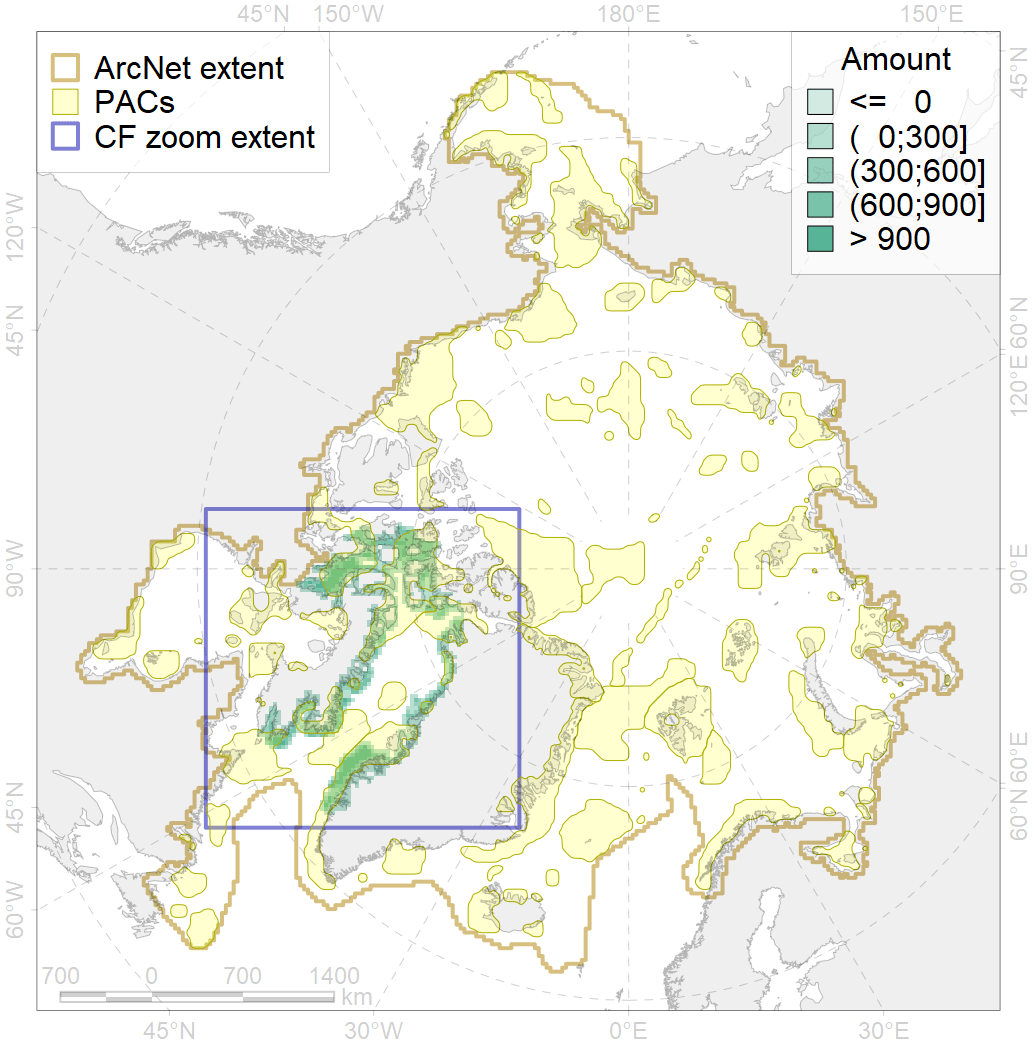 45°N 150°W 180°E 150°E
ArcNet extent
PACs
CF zoom extent
Amount
<= 0
( 0;300]
(300;600]
(600;900]
> 900
45°N
120°W
45°N
60°N
120°E
90°W
90°E
45°N
60°E
60°N
60°W
700 0 700 1400
km
45°N 30°W 0°E 30°E